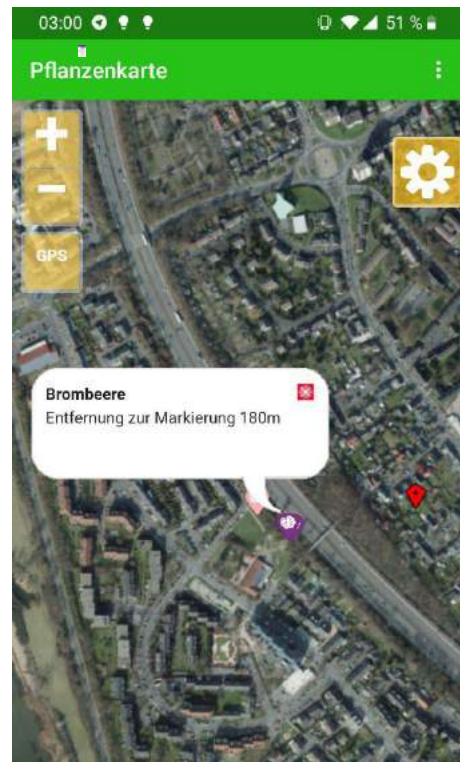 03:00
51 %
Pflanzenkarte
GPS
Brombeere
Entfernung zur Markierung 180m